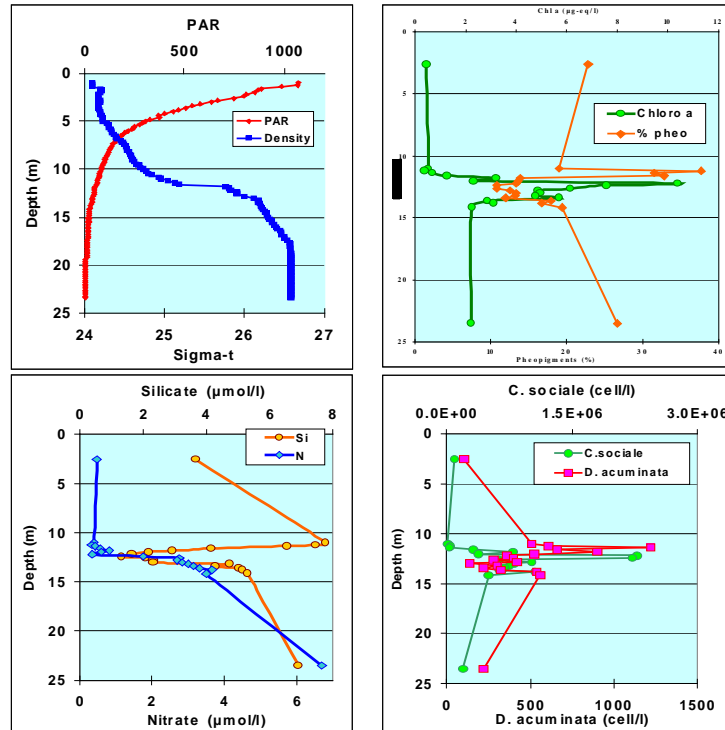 PAR
0 500 1000
0
5
10
15
20
25
Depth (m)
PAR
Density
24 25 26 27
Sigma-t
Chla (µg-eq/l)
0 2 4 6 8 10 12
0
5
10
15
20
25
Chloro a
% pheo
0 10 20 30 40
Pheopigments (%)
Silicate (µmol/l)
0 2 4 6 8
0
5
10
15
20
25
Depth (m)
Si
N
0 2 4 6
Nitrate (µmol/l)
C. sociale (cell/l)
0.0E+00 1.5E+06 3.0E+06
0
5
10
15
20
25
Depth (m)
C.sociale
D. acuminata
0 500 1000 1500
D. acuminata (cell/l)